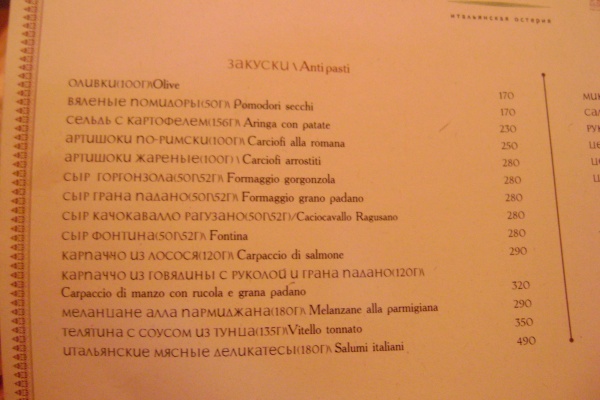 итальянская история
закуски \ Antipasti
оливки(100г)\Olive 170
вяленые помидоры(50г)\ Pomodori secchi 170
сельдь с картофелем(156г)\ Aringa con patate 230
артишоки по-римски(100г)\ Carciofi alla romana 250
артишоки жареные(100г) \ Carciofi arrostiti 280
сыр горгонзола(50г\52г)\ Formaggio gorgonzola 280
сыр грана падано(50г\52г)\ Formaggio grano padano 280
сыр качокавалло рагузано(50г\52г)/Caciocavallo Ragusano 280
сыр фонтина(50г\52г)\ Fontina 280
карпаччо из лосося(120г)\ Carpaccio di salmone 290
карпаччо из говядины с руколой и грана падано(120г)\
Carpaccio di manzo con rucola e grana padano 320
меланцане алла пармиджана(180г)\ Melanzane alla parmigiana 290
телятина с соусом из тунца(135г)\Vitello tonnato 350
итальянские мясные деликатесы(180г)\ Salumi italiani 490